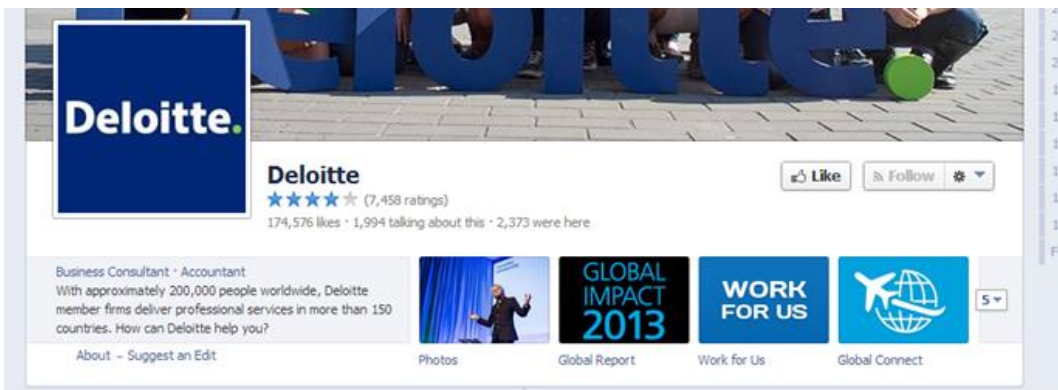 eloitte.
Deloitte.
Deloitte
(7,458 ratings)
174,576 likes · 1,994 talking about this · 2,373 were here
Like
Follow
Business Consultant · Accountant
With approximately 200,000 people worldwide, Deloitte
member firms deliver professional services in more than 150
countries. How can Deloitte help you?
About – Suggest an Edit
GLOBAL
IMPACT
2013
WORK
FOR US
5
Photos
Global Report
Work for Us
Global Connect